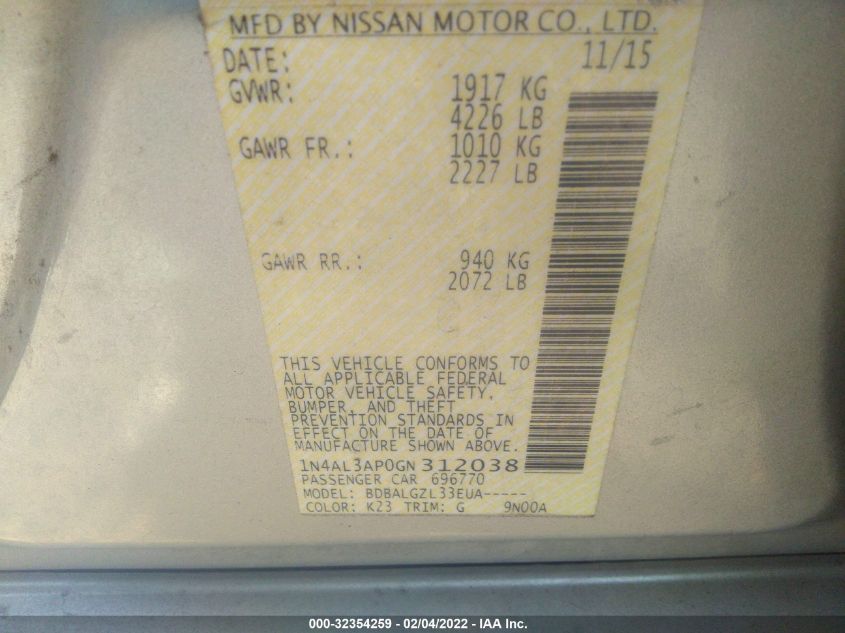 MFD BY NISSAN MOTOR CO., LTD.
DATE: 11/15
GVWR: 1917 KG
4226 LB
GAWR FR.: 1010 KG
2227 LB
GAWR RR.: 940 KG
2072 LB
THIS VEHICLE CONFORMS TO
ALL APPLICABLE FEDERAL
MOTOR VEHICLE SAFETY,
BUMPER, AND THEFT
PREVENTION STANDARDS IN
EFFECT ON THE DATE OF
MANUFACTURE SHOWN ABOVE.
1N4AL3AP0GN312038
PASSENGER CAR 696770
MODEL: BDBALGZL33EUA-----
COLOR: K23 TRIM: G 9N00A
000-32354259 - 02/04/2022 - IAA Inc.